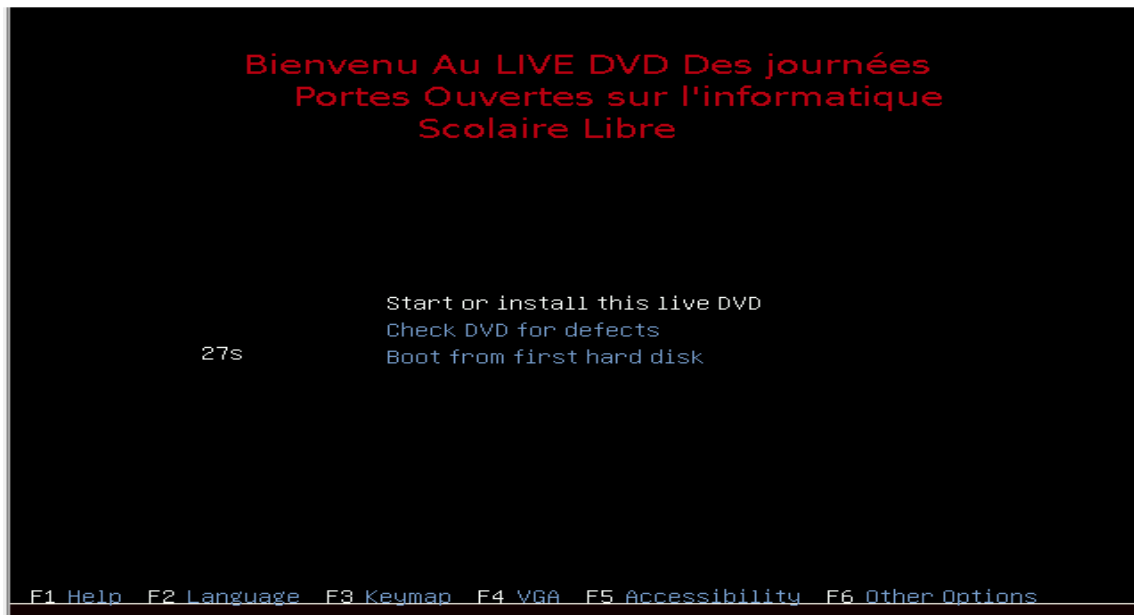 Bienvenu Au LIVE DVD Des journées
Portes Ouvertes sur l'informatique
Scolaire Libre
Start or install this live DVD
Check DVD for defects
27s
Boot from first hard disk
F1 Help F2 Language F3 Keymap F4 VGA F5 Accessibility F6 Other Options